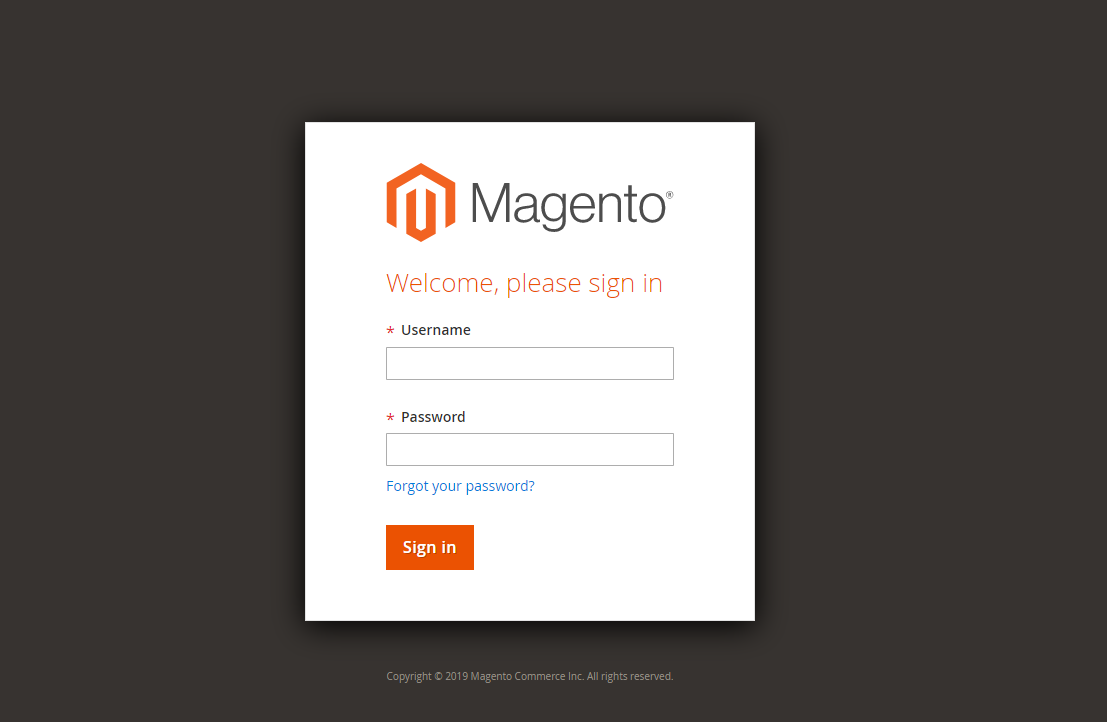 Magento®
Welcome, please sign in
* Username
* Password
Forgot your password?
Sign in
Copyright © 2019 Magento Commerce Inc. All rights reserved.